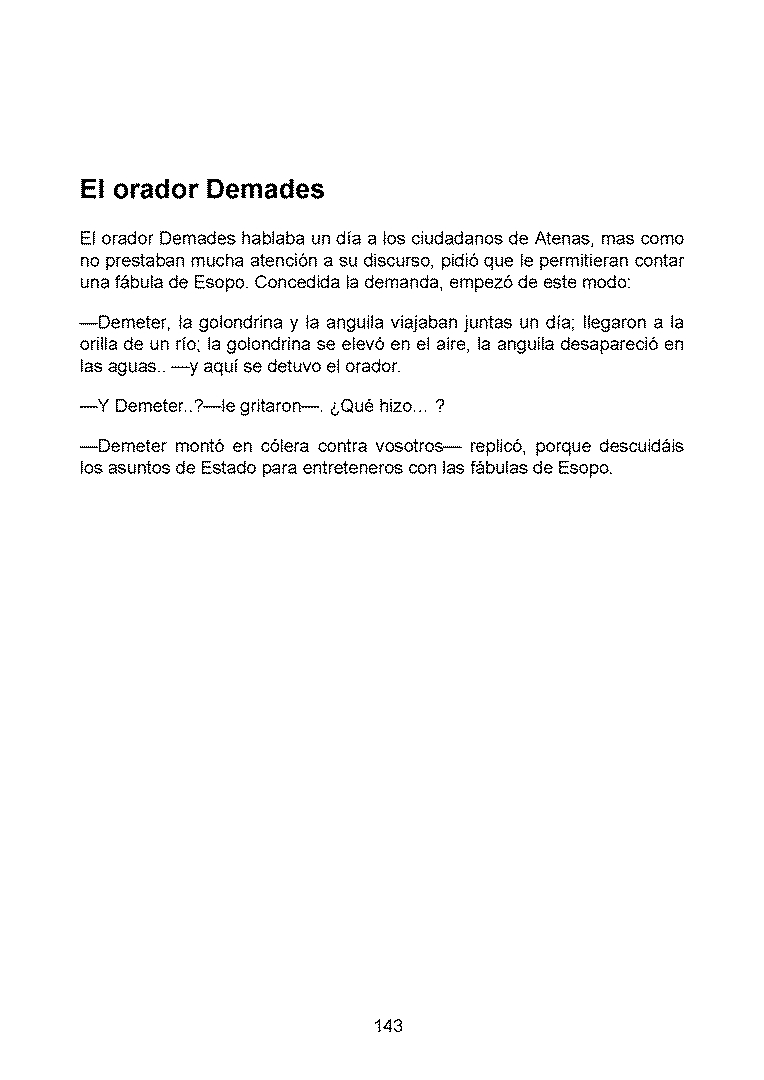 El orador Demades
El orador Demades hablaba un día a los ciudadanos de Atenas, mas como
no prestaban mucha atención a su discurso, pidió que le permitieran contar
una fábula de Esopo. Concedida la demanda, empezó de este modo:
—Demeter, la golondrina y la anguila viajaban juntas un día; llegaron a la
orilla de un río; la golondrina se elevó en el aire, la anguila desapareció en
las aguas.. —y aquí se detuvo el orador.
—Y Demeter..?—le gritaron—. ¿Qué hizo... ?
—Demeter montó en cólera contra vosotros— replicó, porque descuidáis
los asuntos de Estado para entreteneros con las fábulas de Esopo.
143